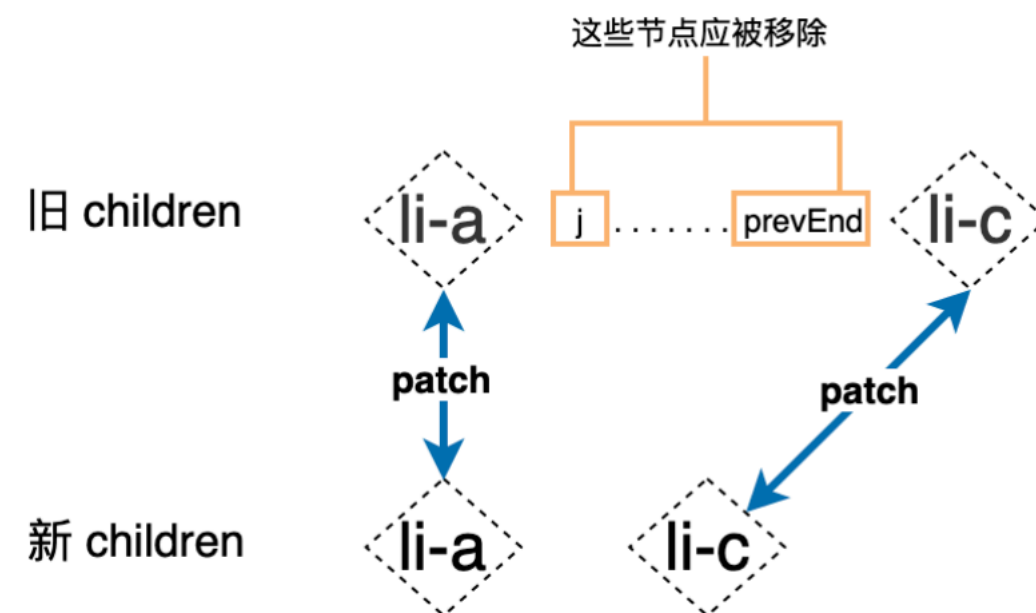 这些节点应被移除
旧 children
li-a
j
.......
prevEnd
li-c
patch
patch
新 children
li-a
li-c